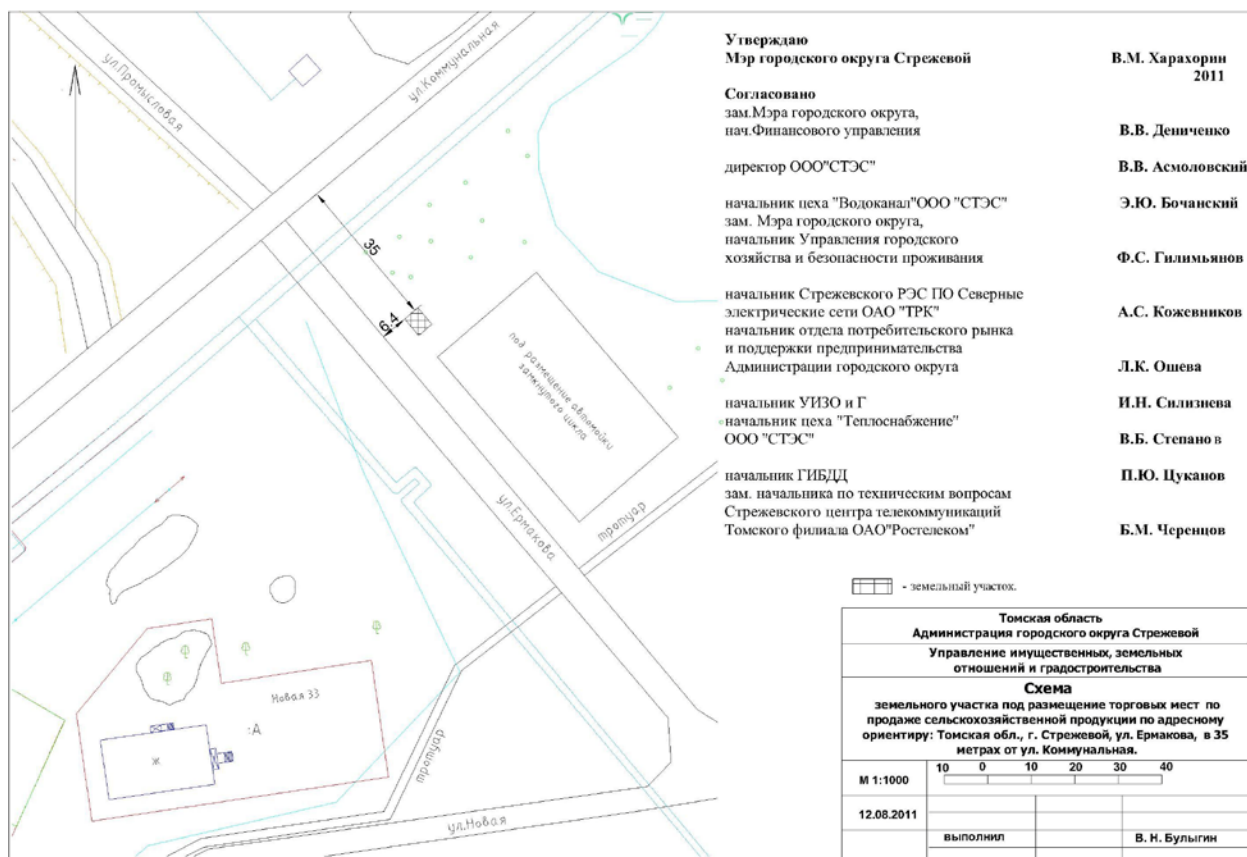 ул.Промысловая
ул.Коммунальная
35
6.4
под размещение автомойки
замкнутого цикла
ул.Ермакова
тротуар
Новая 33
:Д
ж
тротуар
ул.Новая
Утверждаю
Мэр городского округа Стрежевой В.М. Харахорин
2011
Согласовано
зам.Мэра городского округа,
нач.Финансового управления В.В. Дениченко
директор ООО"СТЭС" В.В. Асмоловский
начальник цеха "Водоканал"ООО "СТЭС" Э.Ю. Бочанский
зам. Мэра городского округа,
начальник Управления городского
хозяйства и безопасности проживания Ф.С. Гилимьянов
начальник Стрежевского РЭС ПО Северные
электрические сети ОАО "ТРК" А.С. Кожевников
начальник отдела потребительского рынка
и поддержки предпринимательства
Администрации городского округа Л.К. Ошева
начальник УИЗО и Г И.Н. Силизнева
начальник цеха "Теплоснабжение"
ООО "СТЭС" В.Б. Степанов
начальник ГИБДД П.Ю. Цуканов
зам. начальника по техническим вопросам
Стрежевского центра телекоммуникаций
Томского филиала ОАО"Ростелеком" Б.М. Черенцов
- земельный участок.
Томская область
Администрация городского округа Стрежевой
Управление имущественных, земельных
отношений и градостроительства
Схема
земельного участка под размещение торговых мест по
продаже сельскохозяйственной продукции по адресному
ориентиру: Томская обл., г. Стрежевой, ул. Ермакова, в 35
метрах от ул. Коммунальная.
М 1:1000
10 0 10 20 30 40
12.08.2011
выполнил В. Н. Булыгин